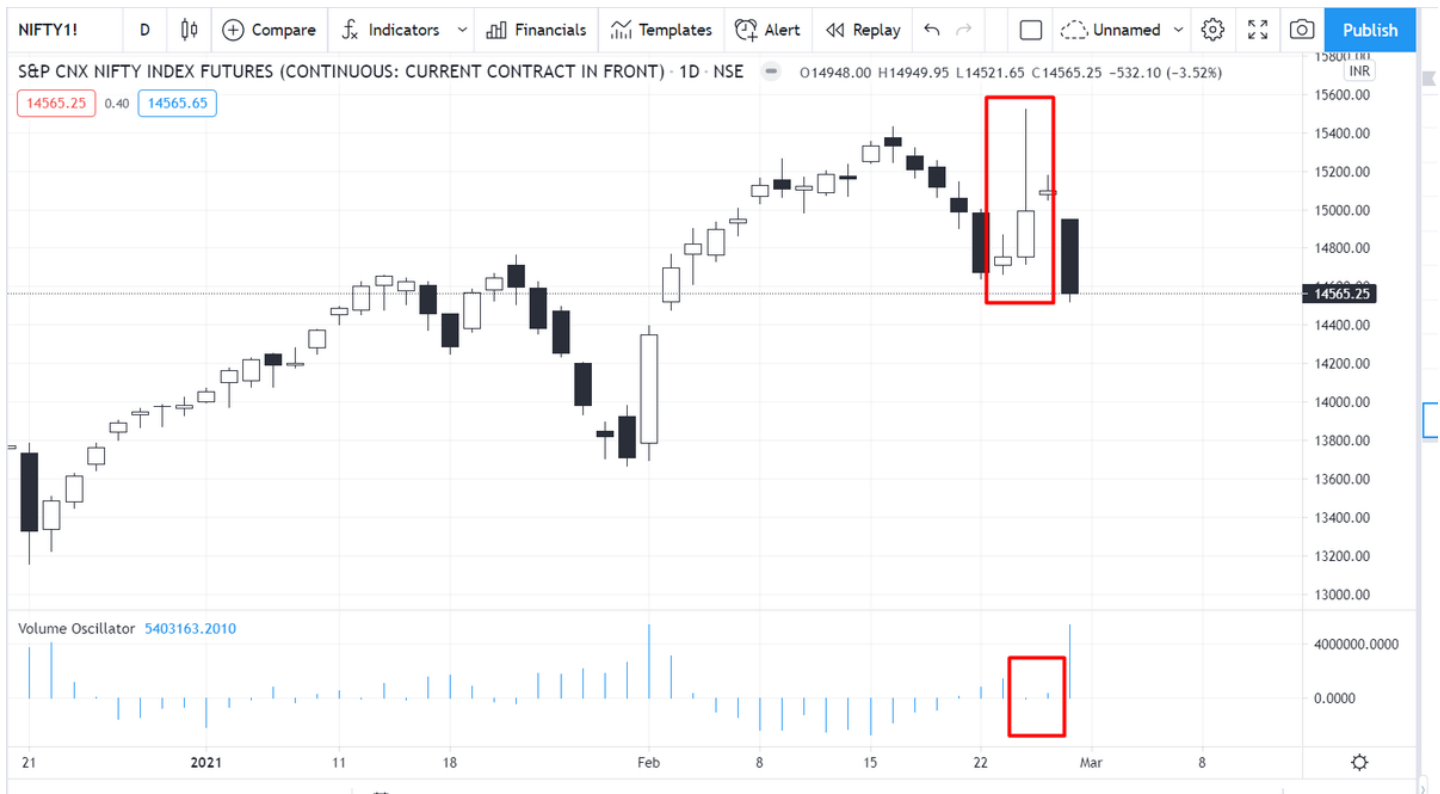 NIFTY1! D Compare Indicators Financials Templates Alert Replay Unnamed Publish
S&P CNX NIFTY INDEX FUTURES (CONTINUOUS: CURRENT CONTRACT IN FRONT) · 1D · NSE O14948.00 H14949.95 L14521.65 C14565.25 −532.10 (−3.52%)
INR
14565.25 0.40 14565.65
15600.00
15400.00
15200.00
15000.00
14800.00
14565.25
14400.00
14200.00
14000.00
13800.00
13600.00
13400.00
13200.00
13000.00
Volume Oscillator 5403163.2010
4000000.0000
0.0000
21 2021 11 18 Feb 8 15 22 Mar 8